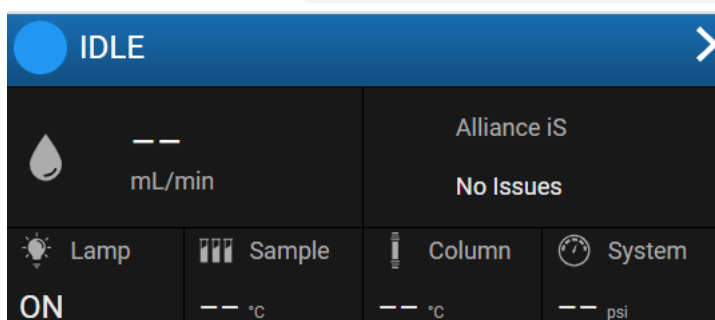 IDLE
-- mL/min
Alliance iS
No Issues
Lamp Sample Column System
ON -- °C -- °C -- psi